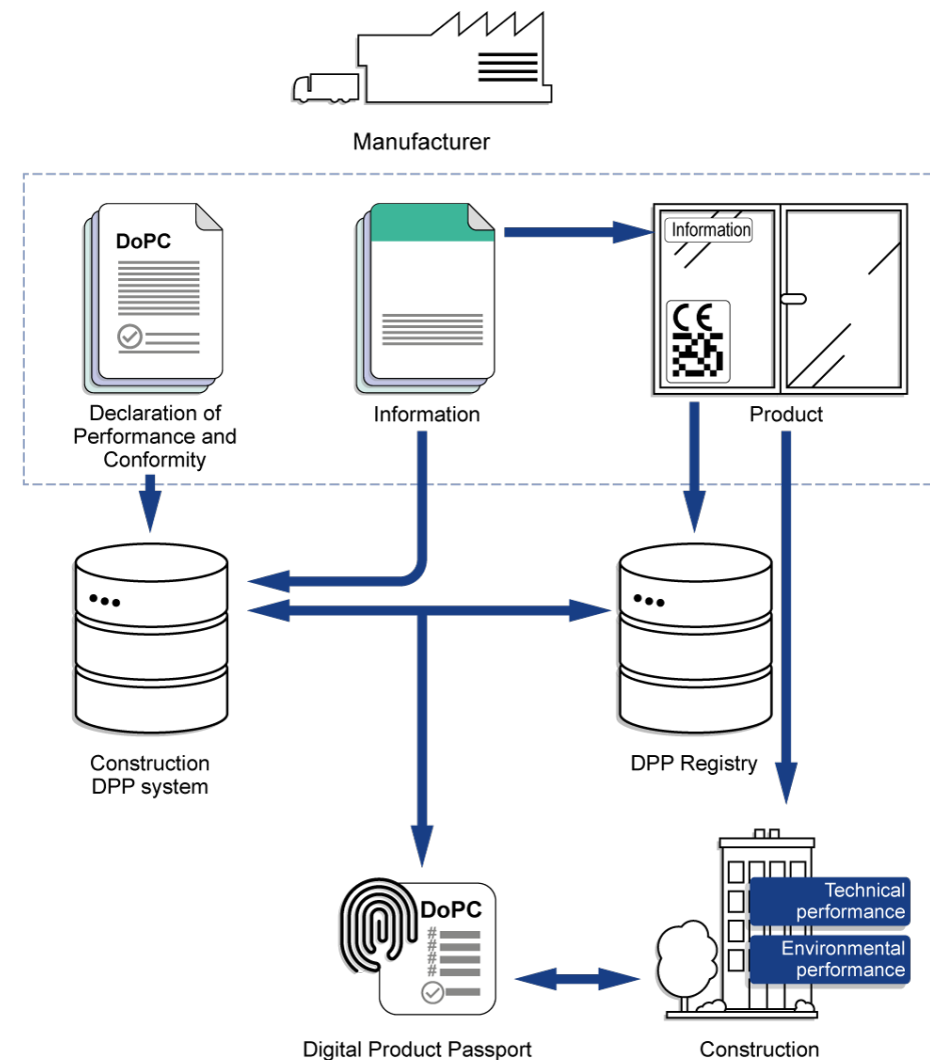 Manufacturer
DoPC
Information
CE
Declaration of
Performance and
Conformity
Information
Product
Construction
DPP system
DPP Registry
DoPC
#
#
#
#
Technical
performance
Environmental
performance
Digital Product Passport
Construction